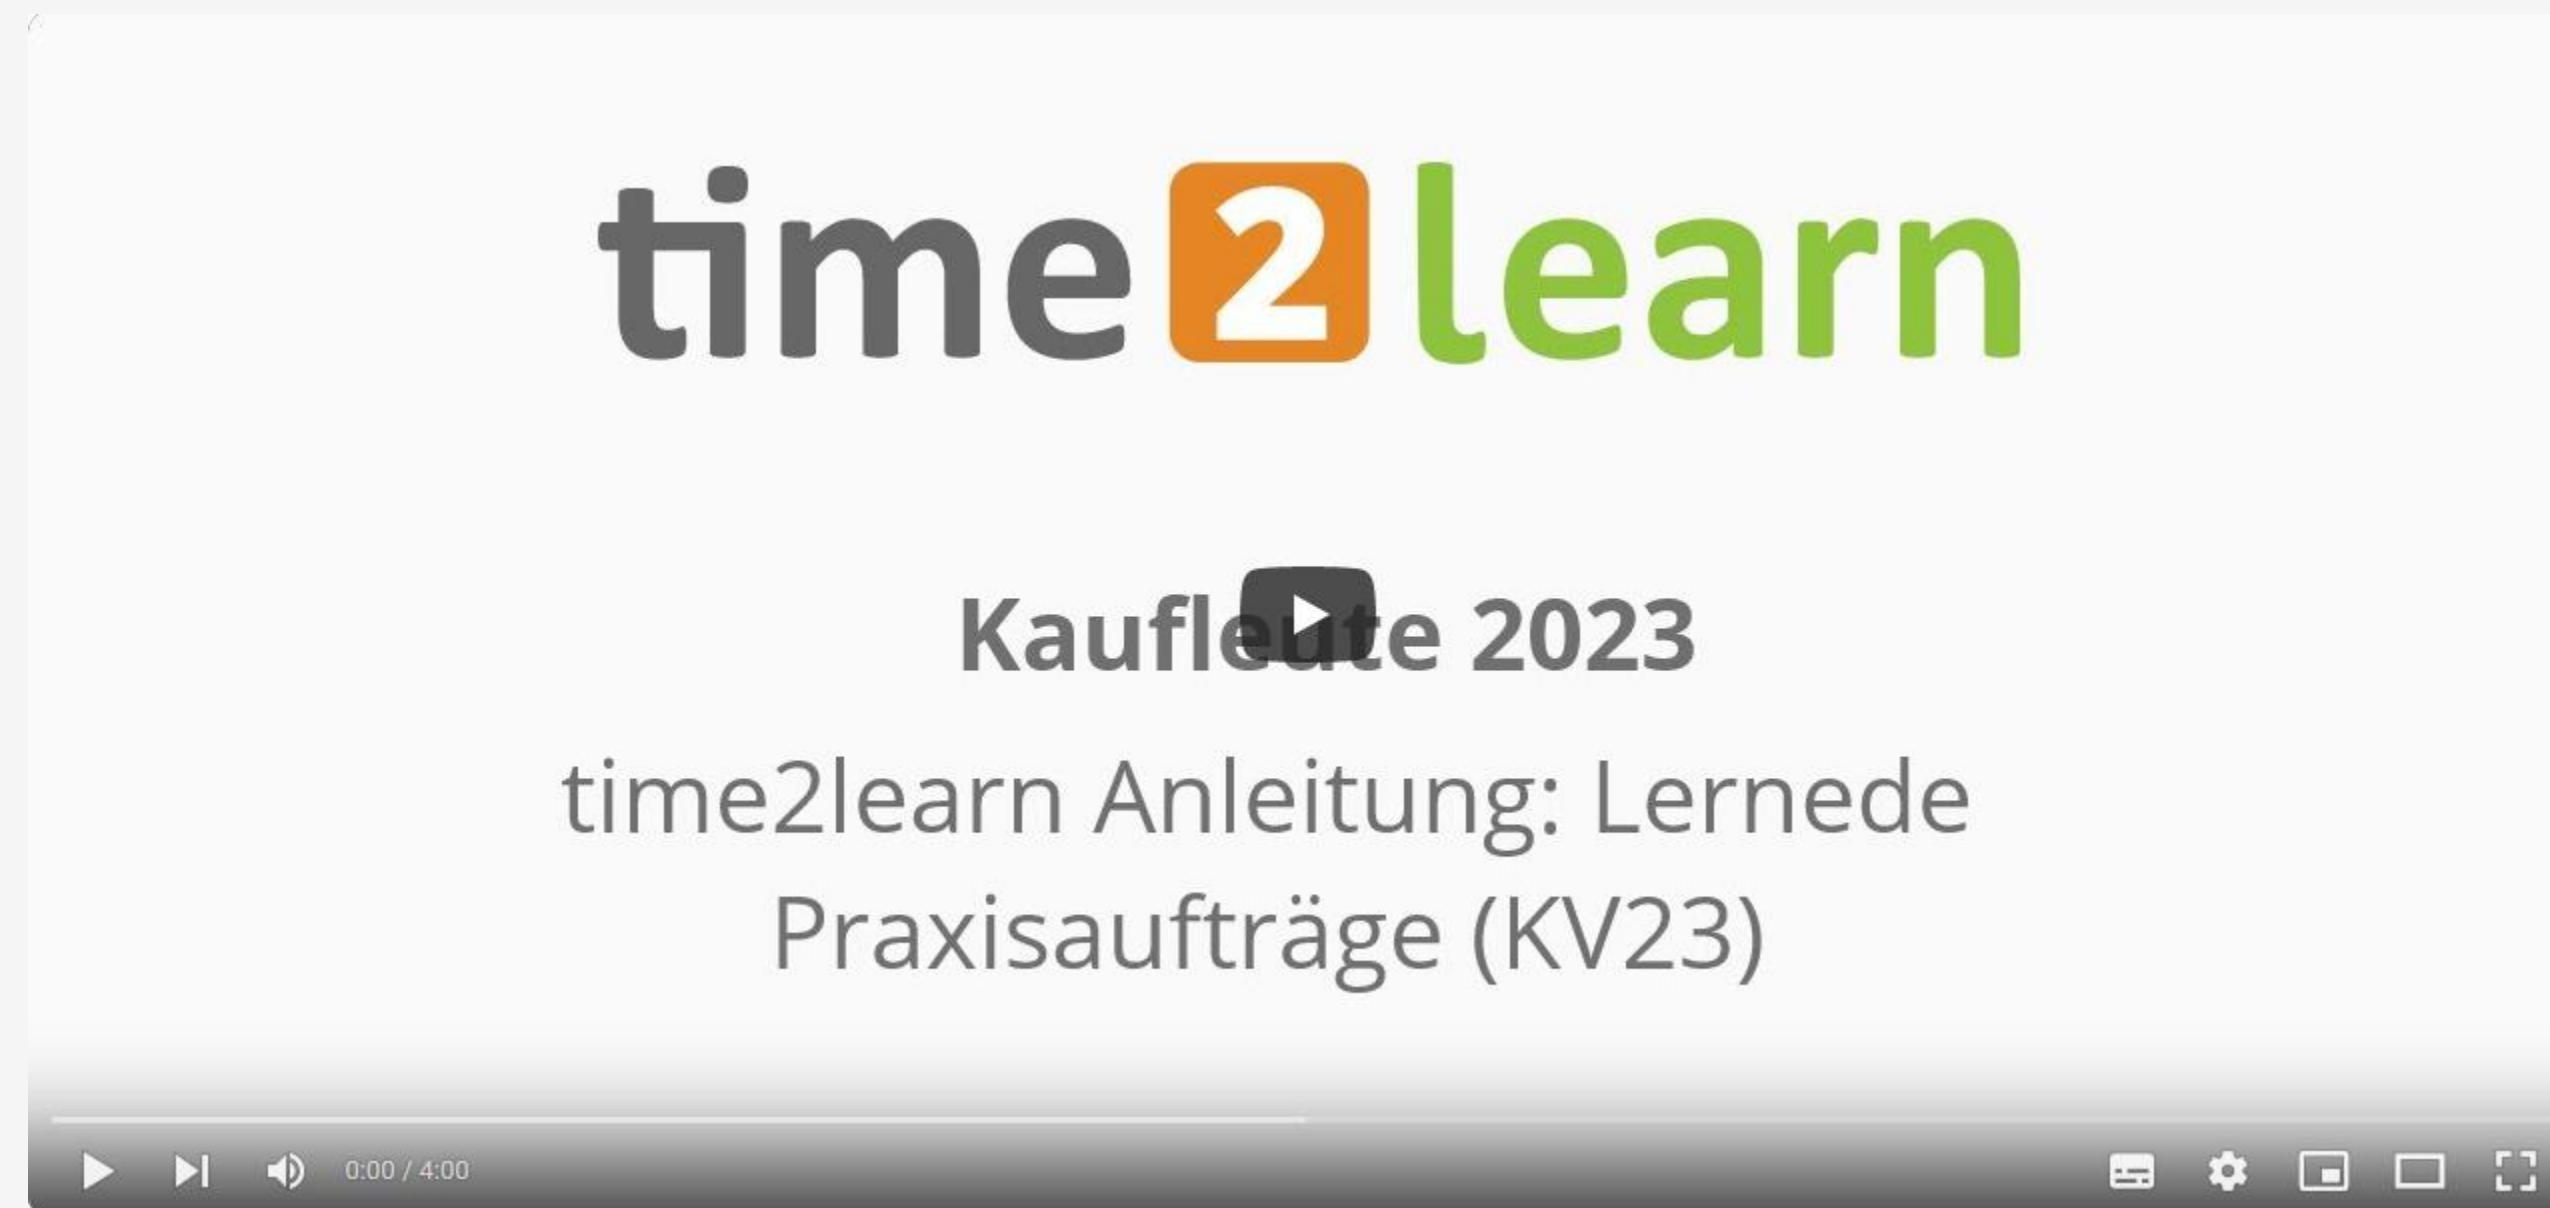 time2learn
Kaufleute 2023
time2learn Anleitung: Lernede
Praxisaufträge (KV23)
0:00 / 4:00